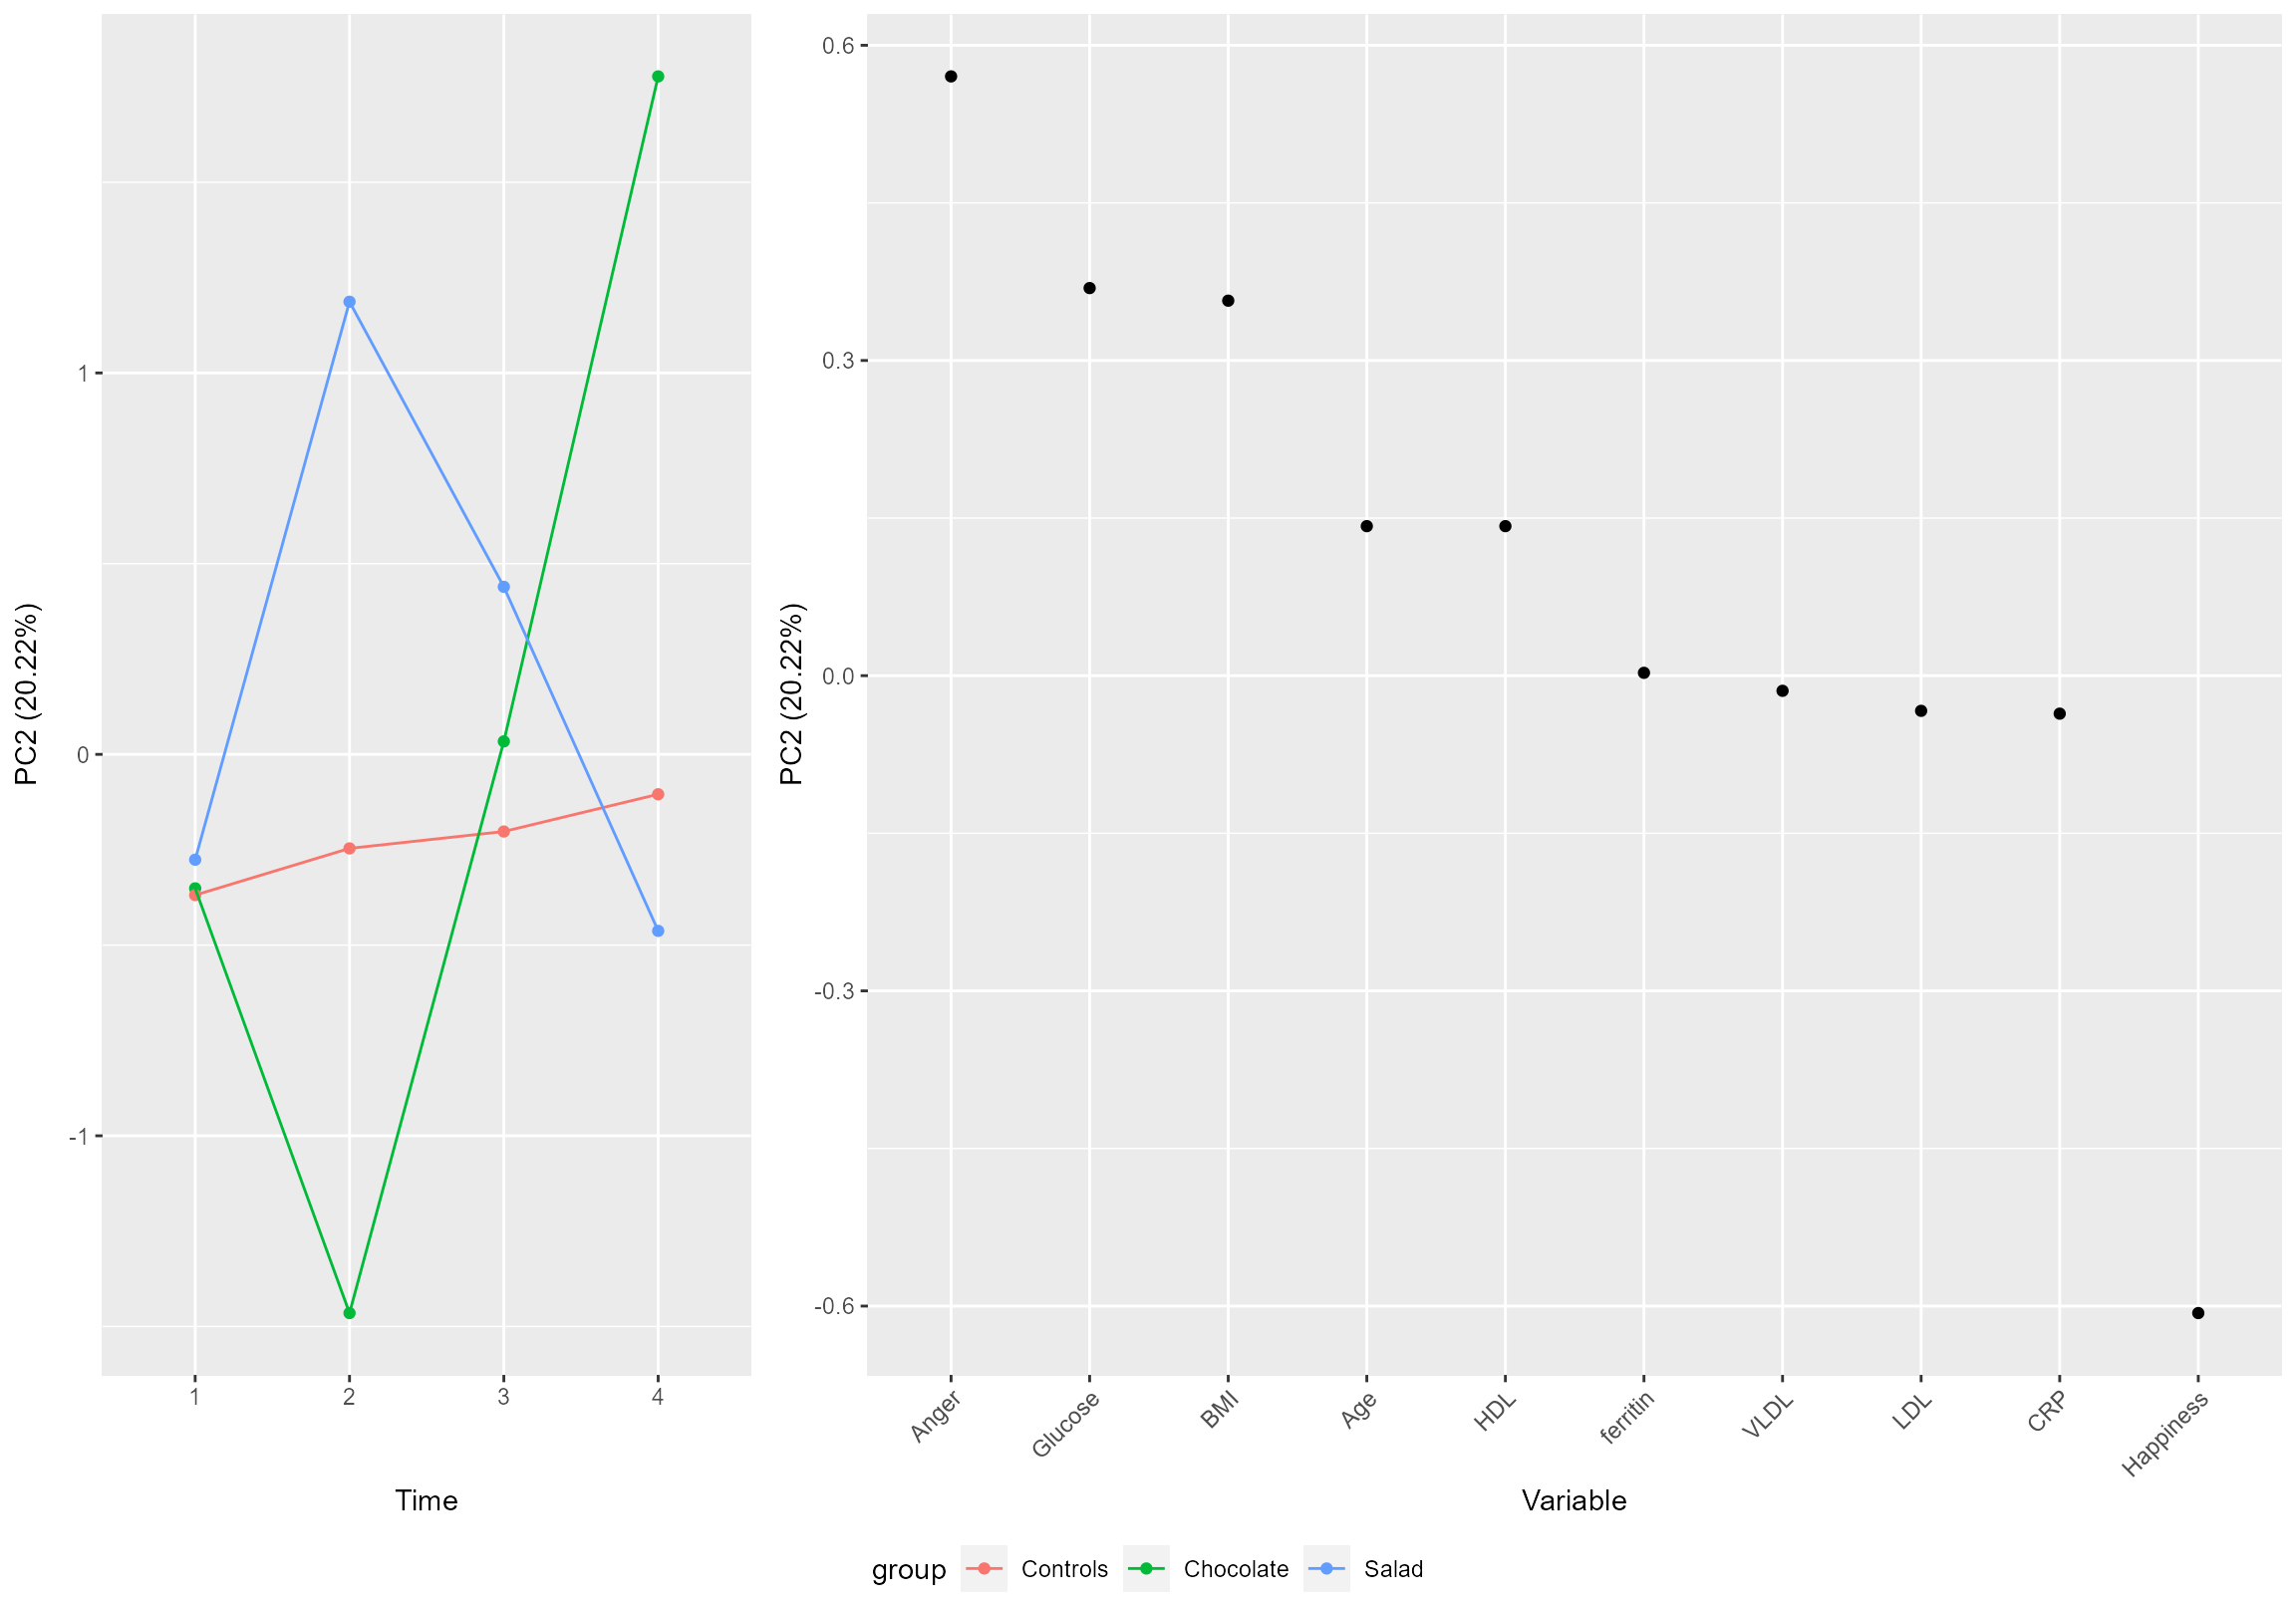 PC2 (20.22%)
1
0
-1
1 2 3 4
Time
PC2 (20.22%)
0.6
0.3
0.0
-0.3
-0.6
Anger
Glucose
BMI
Age
HDL
ferritin
VLDL
LDL
CRP
Happiness
Variable
group Controls Chocolate Salad